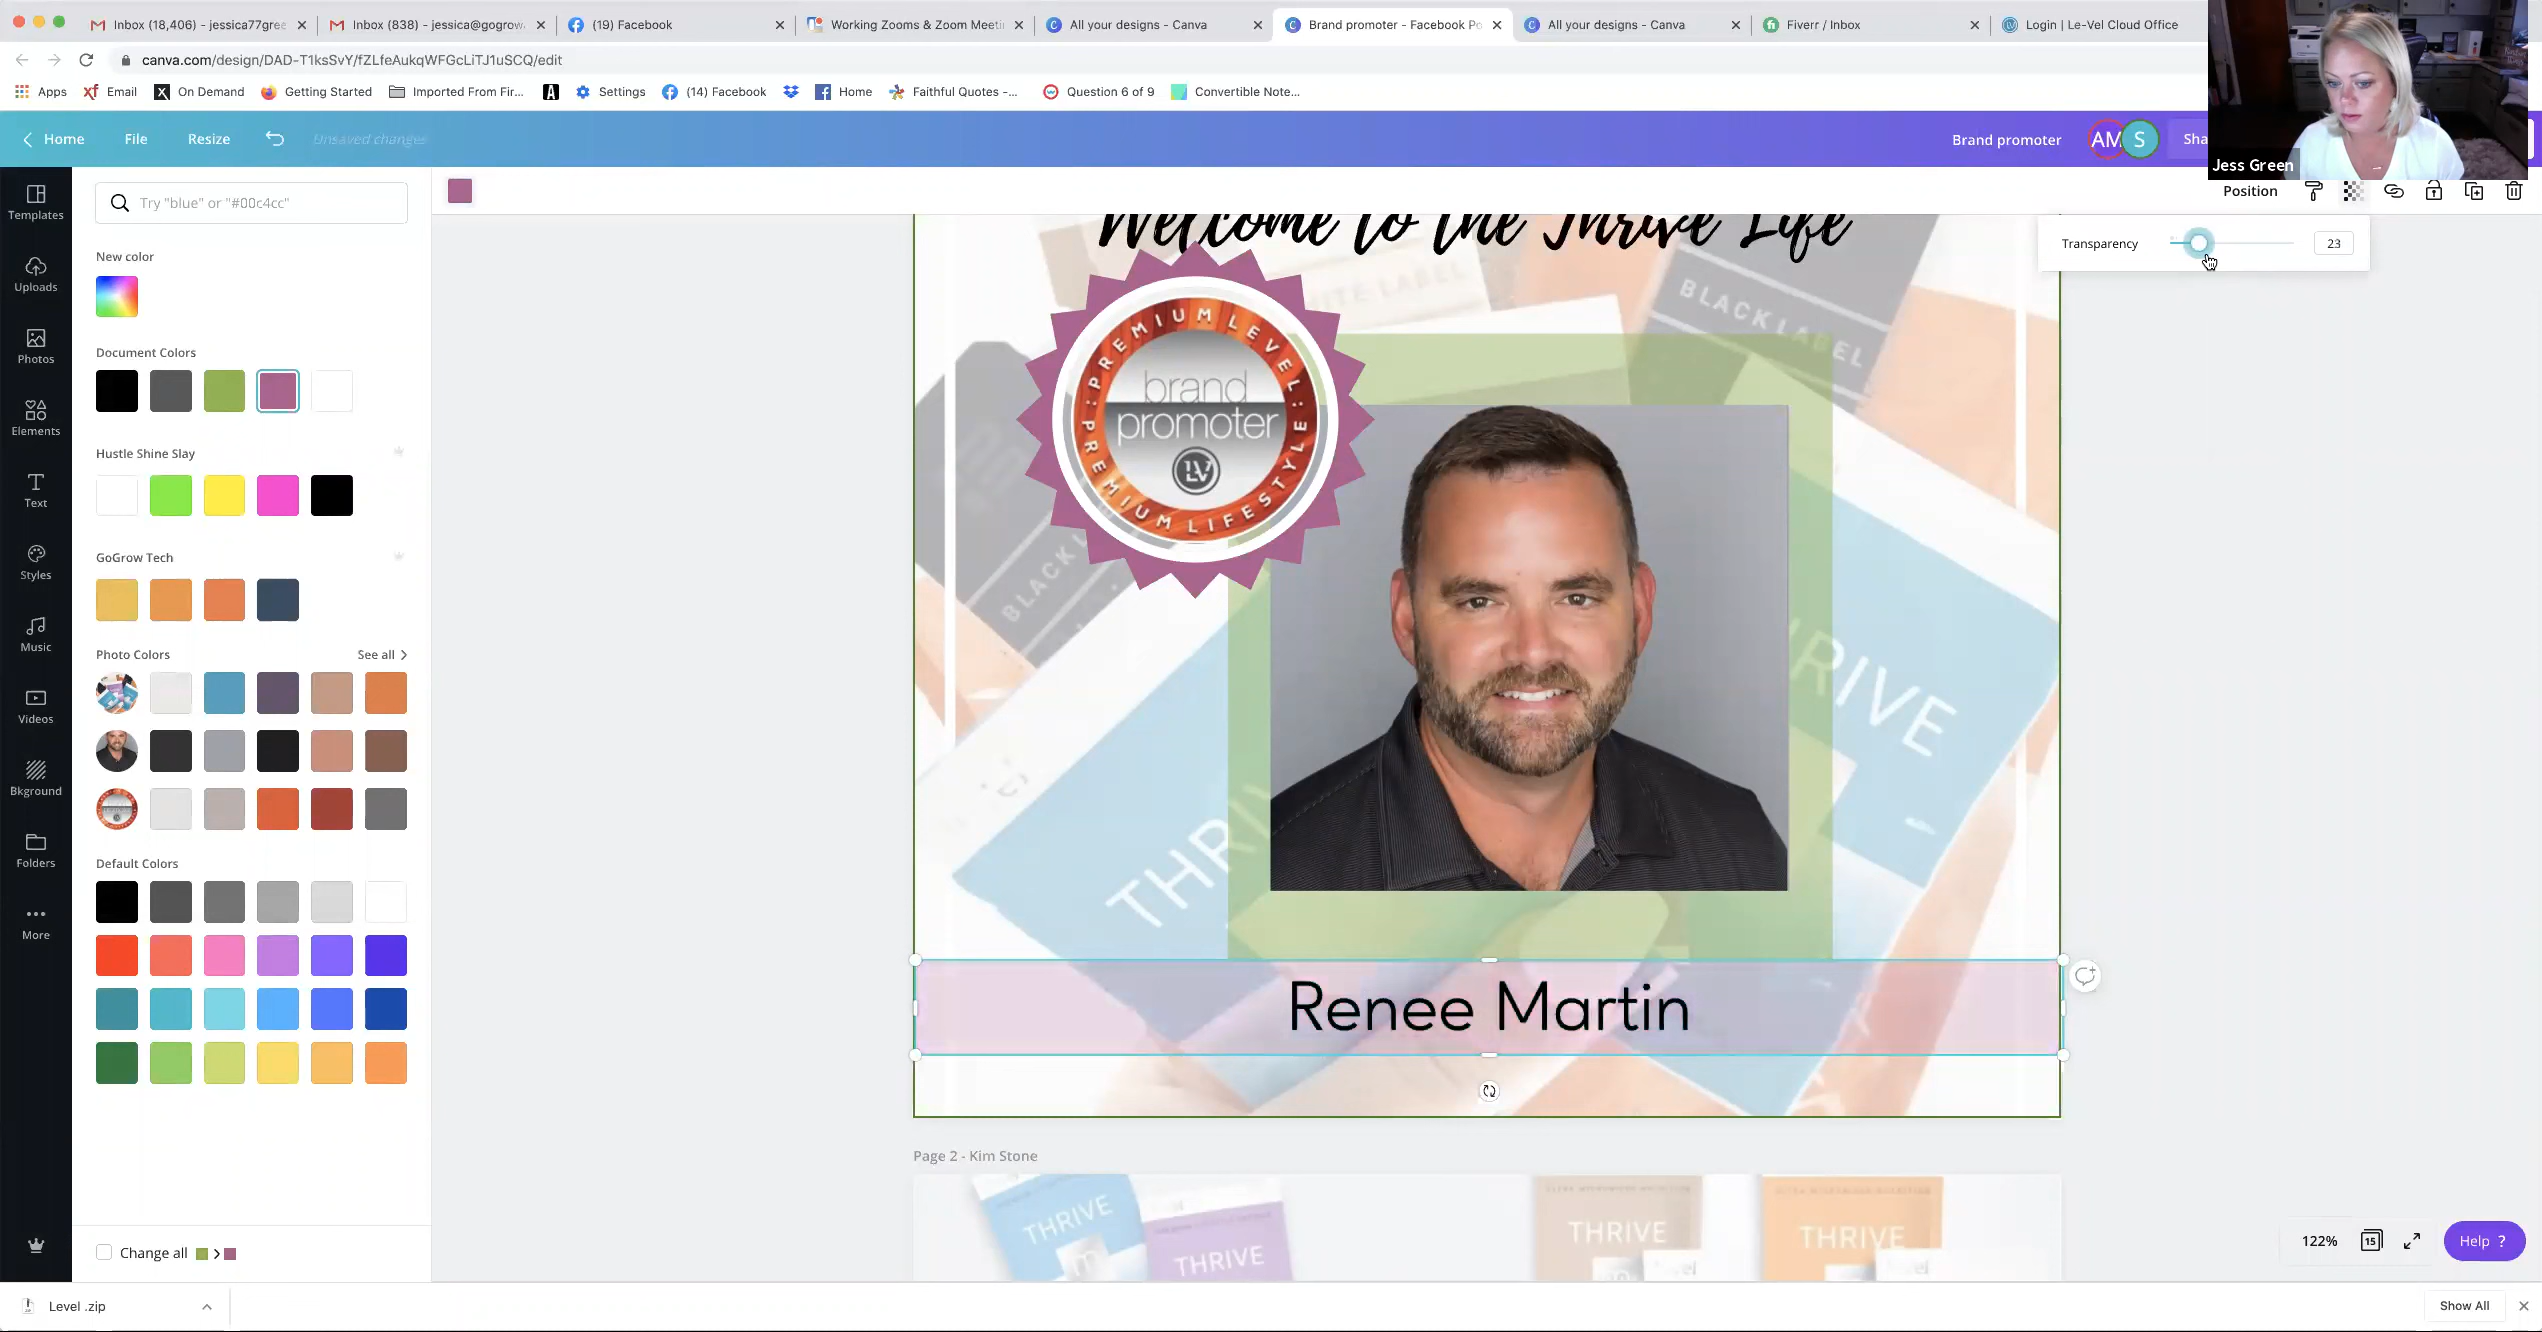 Inbox (18,406) - jessica77gree
Inbox (838) - jessica@gogrow
(19) Facebook
Working Zooms & Zoom Meeti
All your designs - Canva
Brand promoter - Facebook Po
All your designs - Canva
Fiverr / Inbox
Login | Le-Vel Cloud Office
canva.com/design/DAD-T1ksSvY/fZLfeAukqWFGcLiTJ1uSCQ/edit
Apps
Email
On Demand
Getting Started
Imported From Fir...
Settings
(14) Facebook
Home
Faithful Quotes -...
Question 6 of 9
Convertible Note...
Home
File
Resize
Unsaved changes
Brand promoter
AM
S
Sha
Jess Green
Templates
Uploads
Photos
Elements
Text
Styles
Music
Videos
Bkground
Folders
More
Try "blue" or "#00c4cc"
New color
Document Colors
Hustle Shine Slay
GoGrow Tech
Photo Colors
See all
Default Colors
Change all
Position
Transparency
23
Welcome to the Thrive Life
WHITE LABEL
BLACK LABEL
PREMIUM LEVEL
brand
promoter
LV
PREMIUM LIFESTYLE
BLACK L
THRIVE
THRIV
Renee Martin
Page 2 - Kim Stone
THRIVE
THRIVE
THRIVE
THRIVE
122%
15
Help ?
Level .zip
Show All